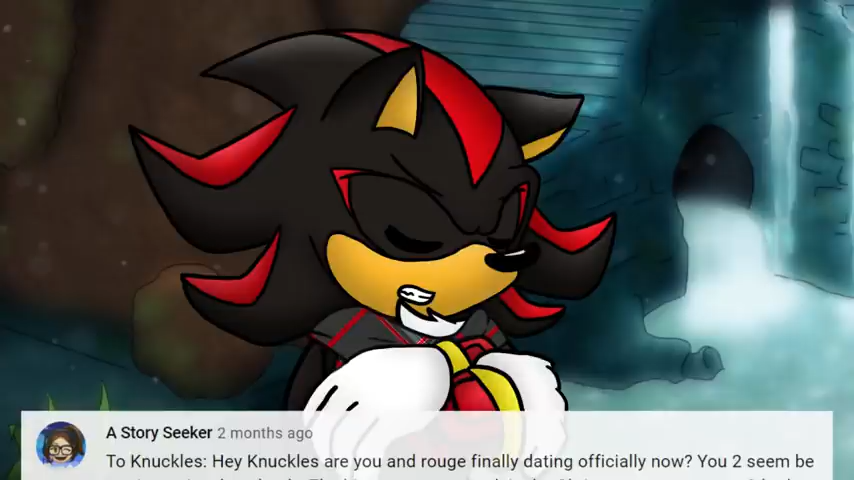 A Story Seeker 2 months ago
To Knuckles: Hey Knuckles are you and rouge finally dating officially now? You 2 seem be